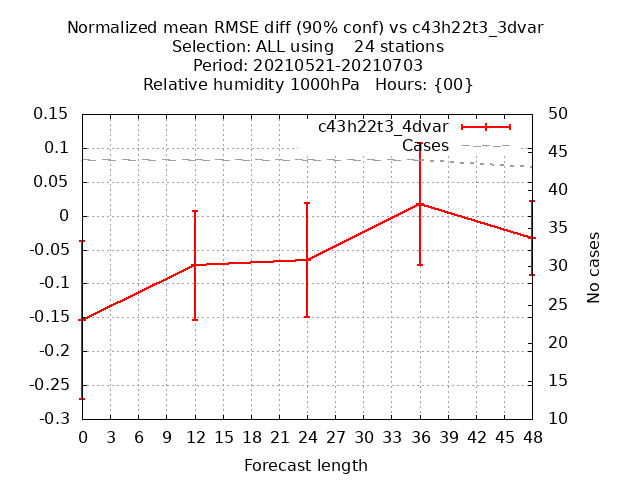 Normalized mean RMSE diff (90% conf) vs c43h22t3_3dvar
Selection: ALL using 24 stations
Period: 20210521-20210703
Relative humidity 1000hPa Hours: {00}
c43h22t3_4dvar
Cases
0.15
0.1
0.05
0
-0.05
-0.1
-0.15
-0.2
-0.25
-0.3
50
45
40
35
30
25
20
15
10
No cases
0 3 6 9 12 15 18 21 24 27 30 33 36 39 42 45 48
Forecast length